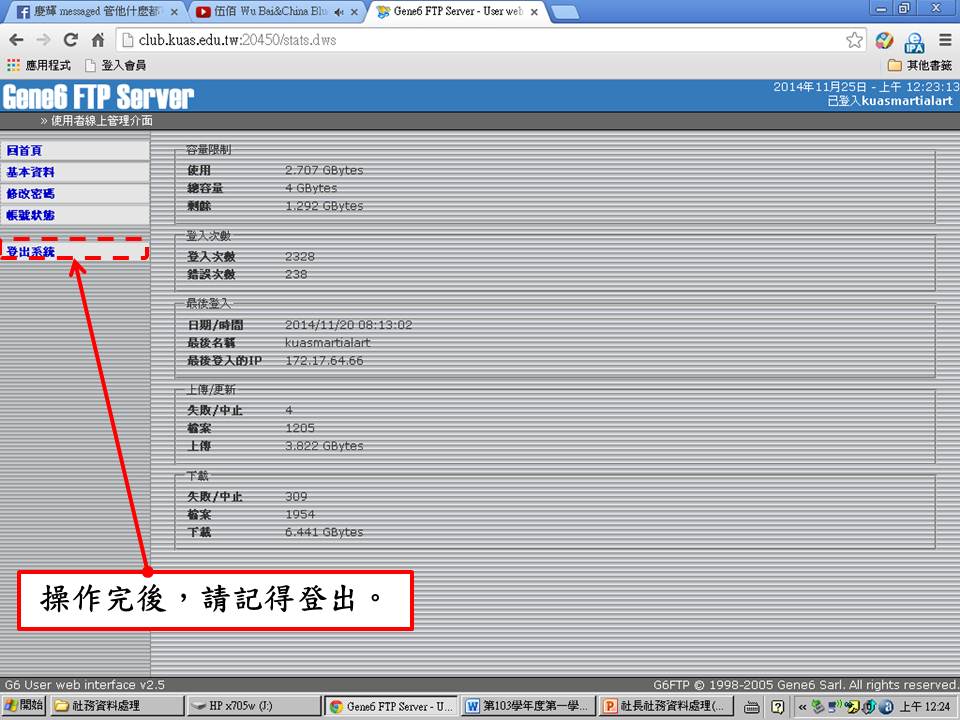 慶輝 messaged 管他什麼都
伍佰 Wu Bai&China Blu
Gene6 FTP Server - User web
club.kuas.edu.tw:20450/stats.dws
應用程式 登入會員 其他書籤
Gene6 FTP Server
2014年11月25日 - 上午 12:23:13
已登入kuasmartialart
» 使用者線上管理介面
回首頁
基本資料
修改密碼
帳號狀態
登出系統
容量限制
使用 2.707 GBytes
總容量 4 GBytes
剩餘 1.292 GBytes
登入次數
登入次數 2328
錯誤次數 238
最後登入
日期/時間 2014/11/20 08:13:02
最後名稱 kuasmartialart
最後登入的IP 172.17.64.66
上傳/更新
失敗/中止 4
檔案 1205
上傳 3.822 GBytes
下載
失敗/中止 309
檔案 1954
下載 6.441 GBytes
操作完後，請記得登出。
G6 User web interface v2.5
G6FTP © 1998-2005 Gene6 Sarl. All rights reserved.
開始 社務資料處理 HP x705w (J:) Gene6 FTP Server - U... 第103學年度第一學... 社長社務資料處理(... 上午 12:24